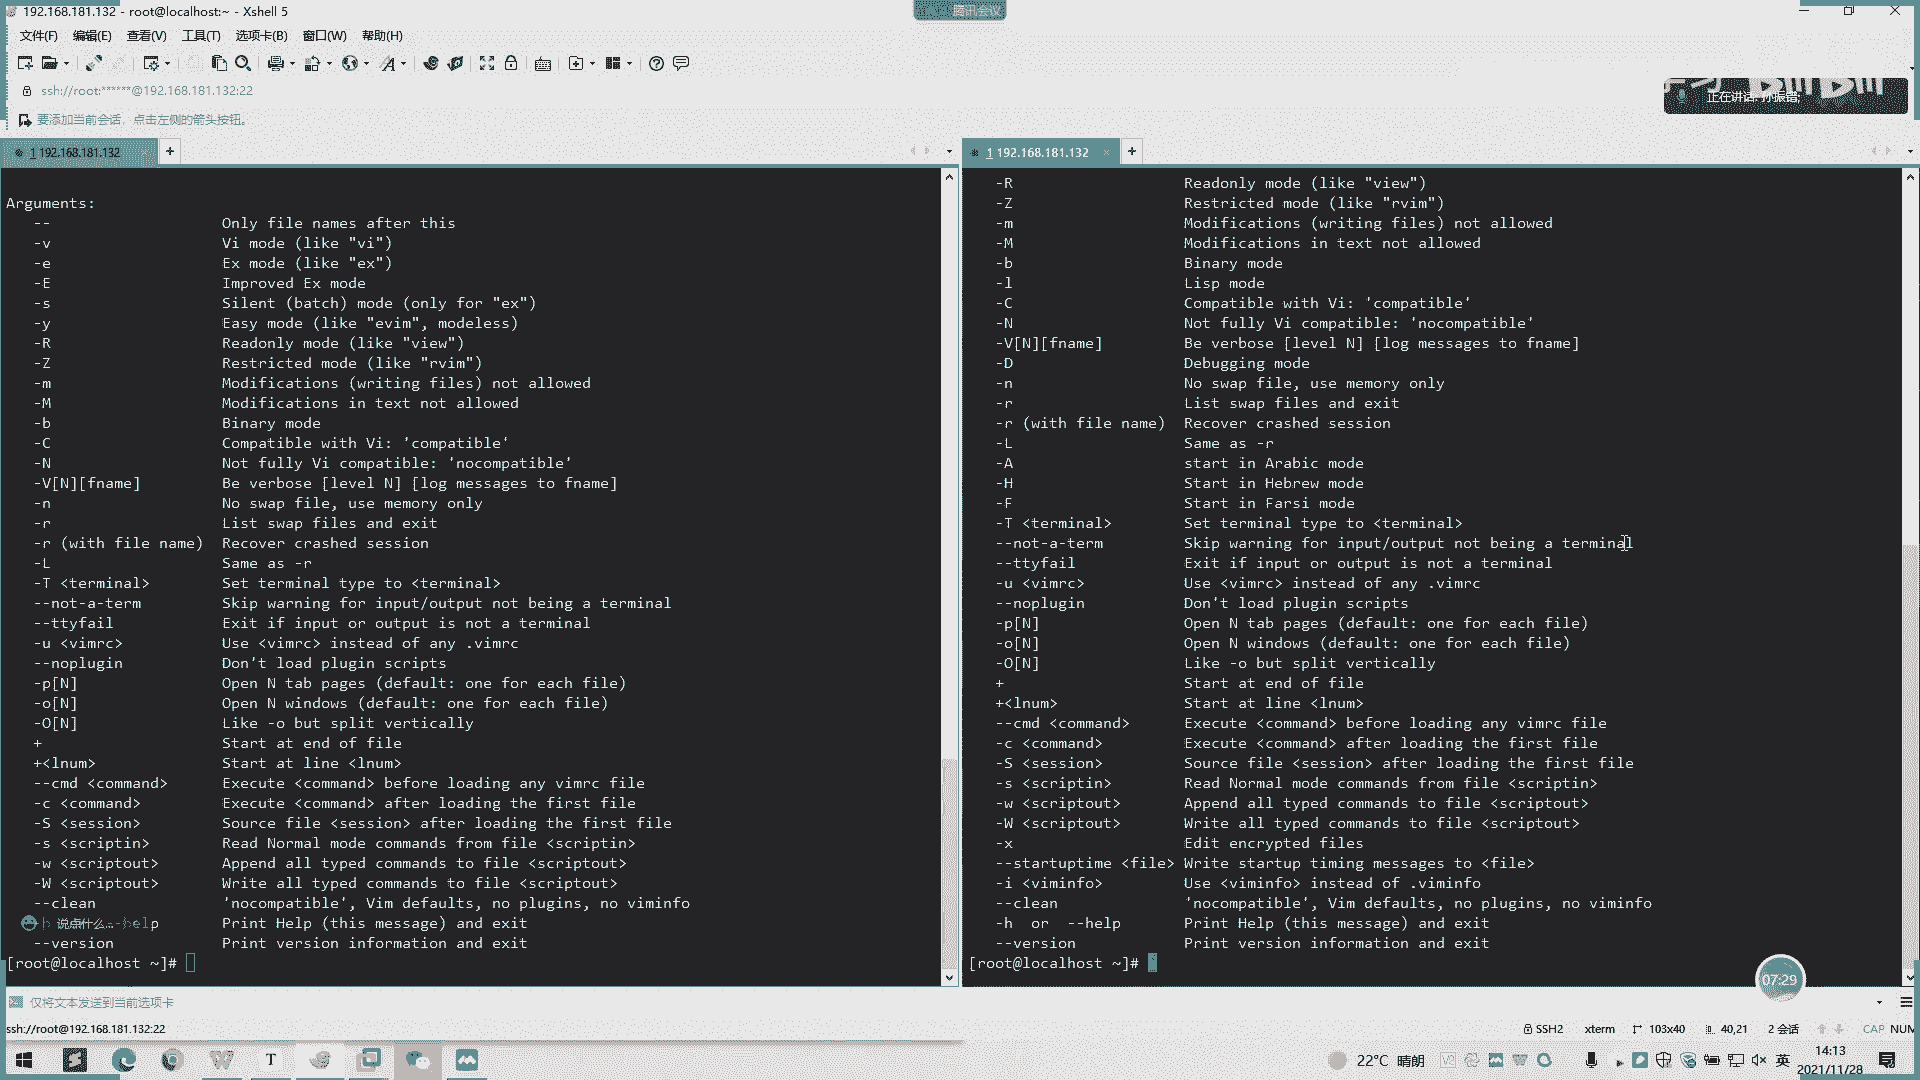 192.168.181.132 - root@localhost:~ - Xshell 5
腾讯会议
文件(F) 编辑(E) 查看(V) 工具(T) 选项卡(B) 窗口(W) 帮助(H)
ssh://root:******@192.168.181.132:22
正在讲话:
要添加当前会话，点击左侧的箭头按钮。
1 192.168.181.132
Arguments:
-- Only file names after this
-v Vi mode (like "vi")
-e Ex mode (like "ex")
-E Improved Ex mode
-s Silent (batch) mode (only for "ex")
-y Easy mode (like "evim", modeless)
-R Readonly mode (like "view")
-Z Restricted mode (like "rvim")
-m Modifications (writing files) not allowed
-M Modifications in text not allowed
-b Binary mode
-C Compatible with Vi: 'compatible'
-N Not fully Vi compatible: 'nocompatible'
-V[N][fname] Be verbose [level N] [log messages to fname]
-n No swap file, use memory only
-r List swap files and exit
-r (with file name) Recover crashed session
-L Same as -r
-T <terminal> Set terminal type to <terminal>
--not-a-term Skip warning for input/output not being a terminal
--ttyfail Exit if input or output is not a terminal
-u <vimrc> Use <vimrc> instead of any .vimrc
--noplugin Don't load plugin scripts
-p[N] Open N tab pages (default: one for each file)
-o[N] Open N windows (default: one for each file)
-O[N] Like -o but split vertically
+ Start at end of file
+<lnum> Start at line <lnum>
--cmd <command> Execute <command> before loading any vimrc file
-c <command> Execute <command> after loading the first file
-S <session> Source file <session> after loading the first file
-s <scriptin> Read Normal mode commands from file <scriptin>
-w <scriptout> Append all typed commands to file <scriptout>
-W <scriptout> Write all typed commands to file <scriptout>
--clean 'nocompatible', Vim defaults, no plugins, no viminfo
h 说点什么...-help Print Help (this message) and exit
--version Print version information and exit
[root@localhost ~]#
1 192.168.181.132
-R Readonly mode (like "view")
-Z Restricted mode (like "rvim")
-m Modifications (writing files) not allowed
-M Modifications in text not allowed
-b Binary mode
-l Lisp mode
-C Compatible with Vi: 'compatible'
-N Not fully Vi compatible: 'nocompatible'
-V[N][fname] Be verbose [level N] [log messages to fname]
-D Debugging mode
-n No swap file, use memory only
-r List swap files and exit
-r (with file name) Recover crashed session
-L Same as -r
-A start in Arabic mode
-H Start in Hebrew mode
-F Start in Farsi mode
-T <terminal> Set terminal type to <terminal>
--not-a-term Skip warning for input/output not being a terminal
--ttyfail Exit if input or output is not a terminal
-u <vimrc> Use <vimrc> instead of any .vimrc
--noplugin Don't load plugin scripts
-p[N] Open N tab pages (default: one for each file)
-o[N] Open N windows (default: one for each file)
-O[N] Like -o but split vertically
+ Start at end of file
+<lnum> Start at line <lnum>
--cmd <command> Execute <command> before loading any vimrc file
-c <command> Execute <command> after loading the first file
-S <session> Source file <session> after loading the first file
-s <scriptin> Read Normal mode commands from file <scriptin>
-w <scriptout> Append all typed commands to file <scriptout>
-W <scriptout> Write all typed commands to file <scriptout>
-x Edit encrypted files
--startuptime <file> Write startup timing messages to <file>
-i <viminfo> Use <viminfo> instead of .viminfo
--clean 'nocompatible', Vim defaults, no plugins, no viminfo
-h or --help Print Help (this message) and exit
--version Print version information and exit
[root@localhost ~]#
07:29
仅将文本发送到当前选项卡
ssh://root@192.168.181.132:22 SSH2 xterm 103x40 40,21 2 会话 CAP NUM
22°C 晴朗 英 14:13
2021/11/28